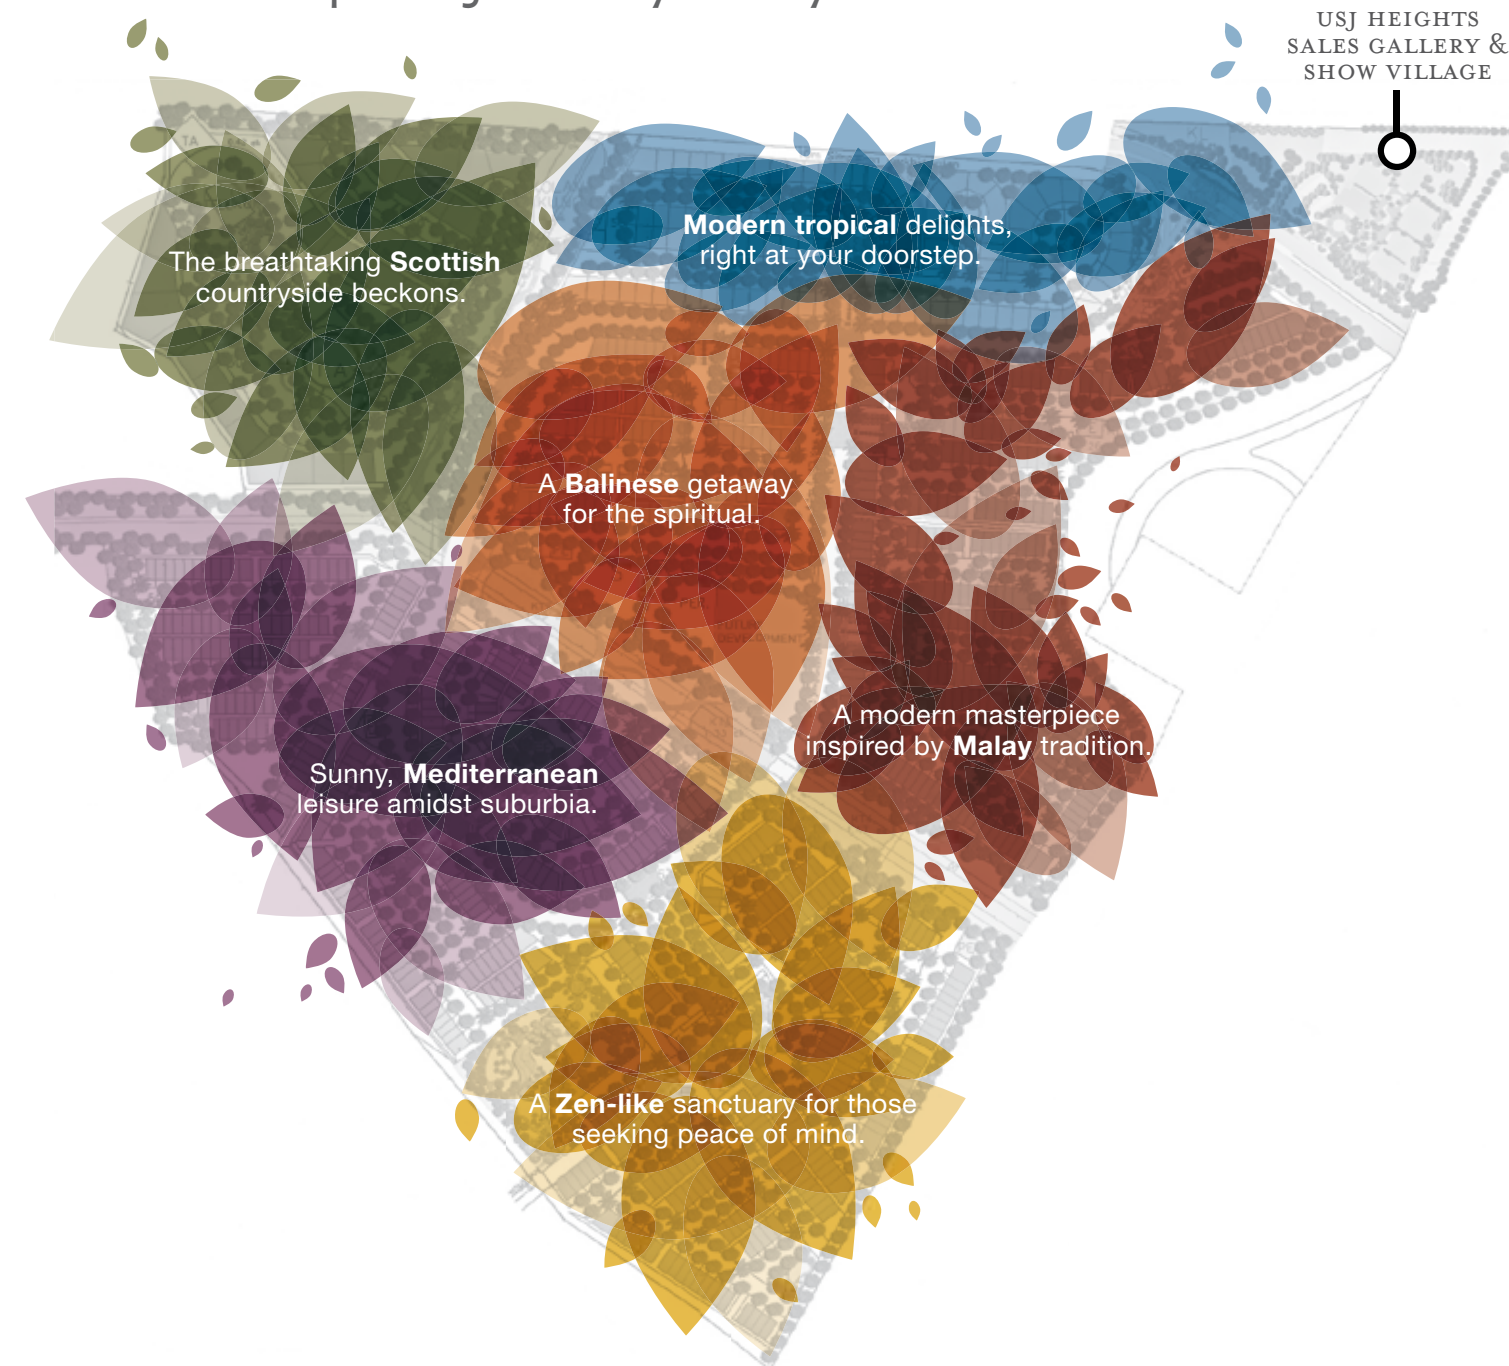 USJ HEIGHTS
SALES GALLERY &
SHOW VILLAGE
Modern tropical delights,
right at your doorstep.
The breathtaking Scottish
countryside beckons.
A Balinese getaway
for the spiritual.
A modern masterpiece
inspired by Malay tradition.
Sunny, Mediterranean
leisure amidst suburbia.
A Zen-like sanctuary for those
seeking peace of mind.